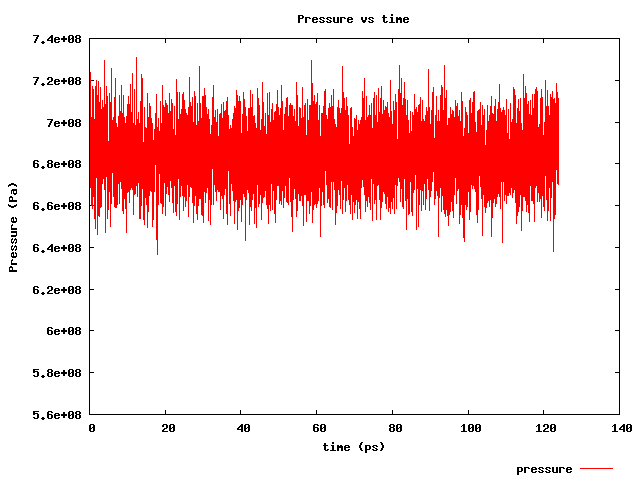 Pressure vs time
7.4e+08
7.2e+08
7e+08
6.8e+08
6.6e+08
6.4e+08
6.2e+08
6e+08
5.8e+08
5.6e+08
Pressure (Pa)
0 20 40 60 80 100 120 140
time (ps)
pressure